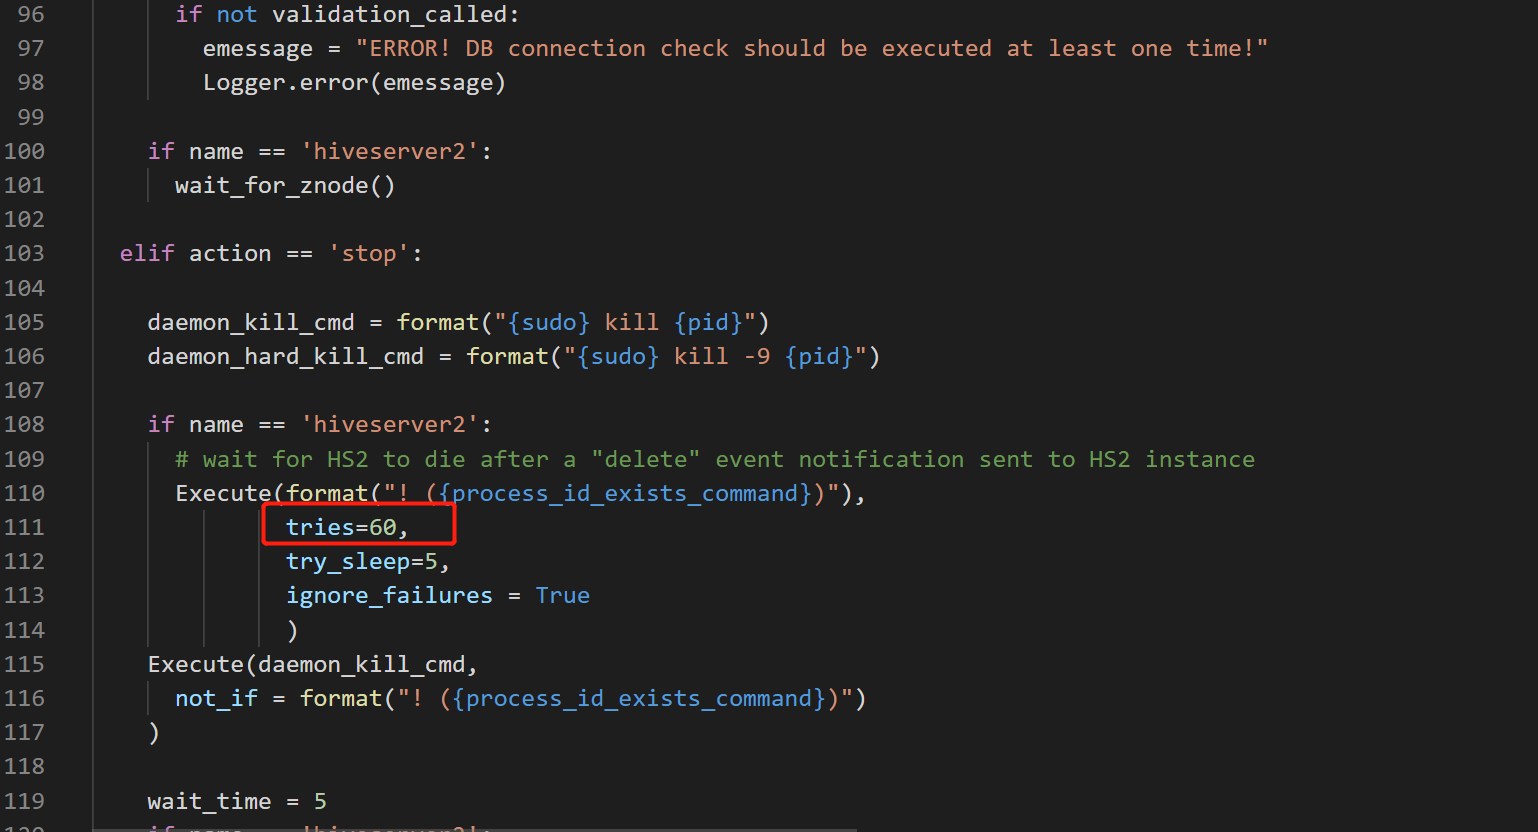 96 if not validation_called:
97 emessage = "ERROR! DB connection check should be executed at least one time!"
98 Logger.error(emessage)
99
100 if name == 'hiveserver2':
101 wait_for_znode()
102
103 elif action == 'stop':
104
105 daemon_kill_cmd = format("{sudo} kill {pid}")
106 daemon_hard_kill_cmd = format("{sudo} kill -9 {pid}")
107
108 if name == 'hiveserver2':
109 # wait for HS2 to die after a "delete" event notification sent to HS2 instance
110 Execute(format("! ({process_id_exists_command})"),
111 tries=60,
112 try_sleep=5,
113 ignore_failures = True
114 )
115 Execute(daemon_kill_cmd,
116 not_if = format("! ({process_id_exists_command})")
117 )
118
119 wait_time = 5